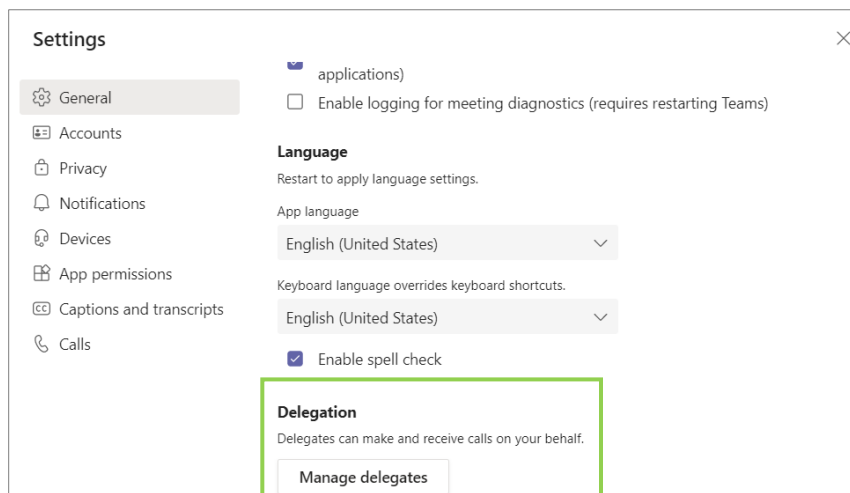 Settings
General
Accounts
Privacy
Notifications
Devices
App permissions
CC Captions and transcripts
Calls
applications)
Enable logging for meeting diagnostics (requires restarting Teams)
Language
Restart to apply language settings.
App language
English (United States)
Keyboard language overrides keyboard shortcuts.
English (United States)
Enable spell check
Delegation
Delegates can make and receive calls on your behalf.
Manage delegates